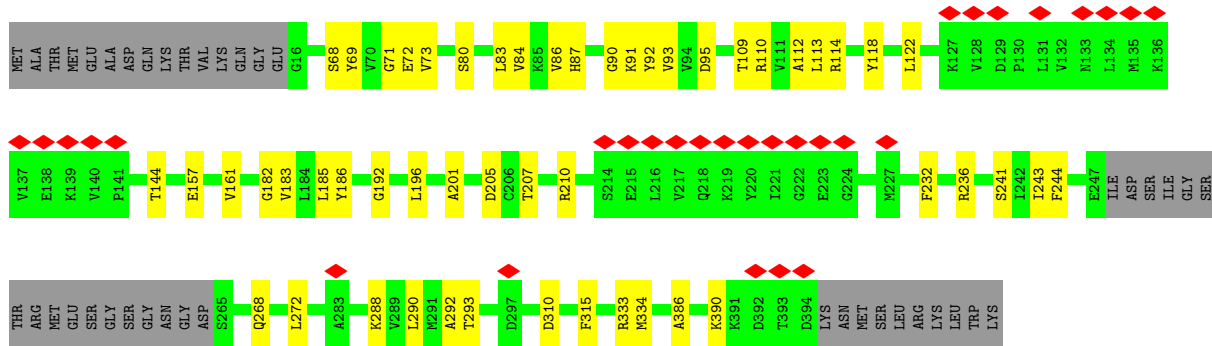 MET ALA THR MET GLU ALA ASP GLN LYS THR VAL LYS GLN GLY GLU G16 S68 Y69 V70 G71 E72 V73 S80 L83 V84 K85 V86 H87 G90 K91 Y92 V93 V94 D95 T109 R110 V111 A112 L113 R114 Y118 L122 K127 V128 D129 P130 L131 V132 N133 L134 M135 K136
V137 E138 K139 V140 P141 T144 E157 V161 G182 V183 L184 L185 Y186 G192 L196 A201 D205 C206 T207 R210 S214 E215 L216 V217 Q218 K219 Y220 I221 G222 E223 G224 M227 F232 R236 S241 I242 I243 F244 E247 ILE ASP SER ILE GLY SER
THR ARG MET GLU SER GLY SER GLY ASN GLY ASP S265 Q268 L272 A283 K288 V289 L290 M291 A292 T293 D297 D310 F315 R333 M334 A386 K390 K391 D392 T393 D394 LYS ASN MET SER LEU ARG LYS LEU TRP LYS